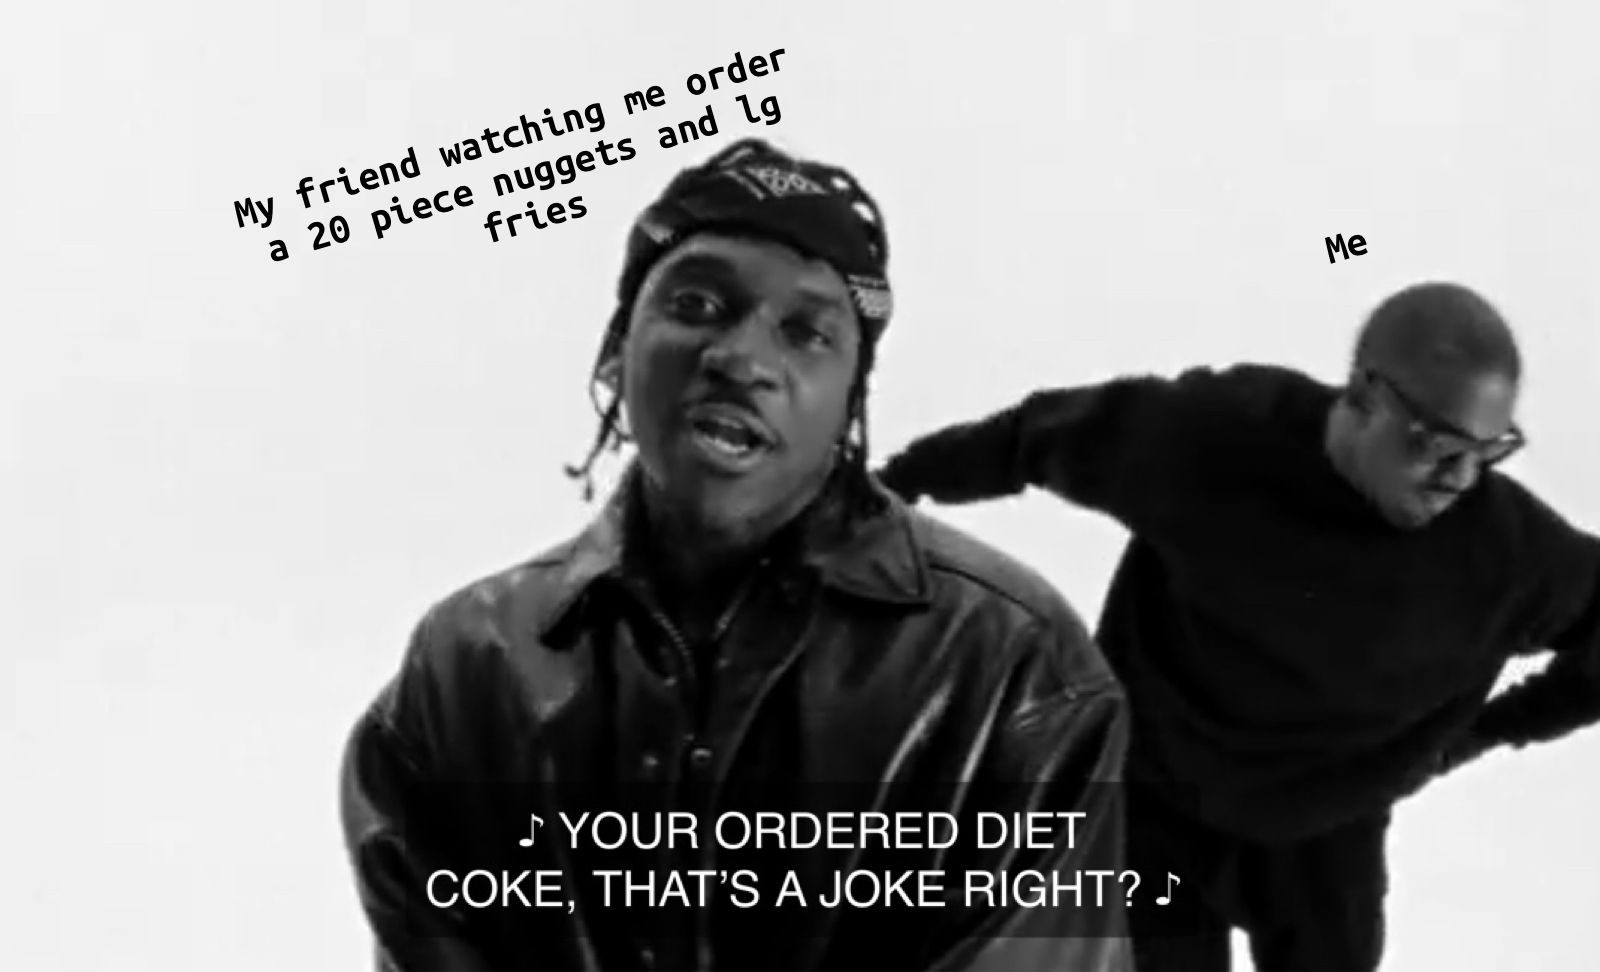 My friend watching me order
a 20 piece nuggets and lg
fries
Me
♪ YOUR ORDERED DIET
COKE, THAT'S A JOKE RIGHT? ♪